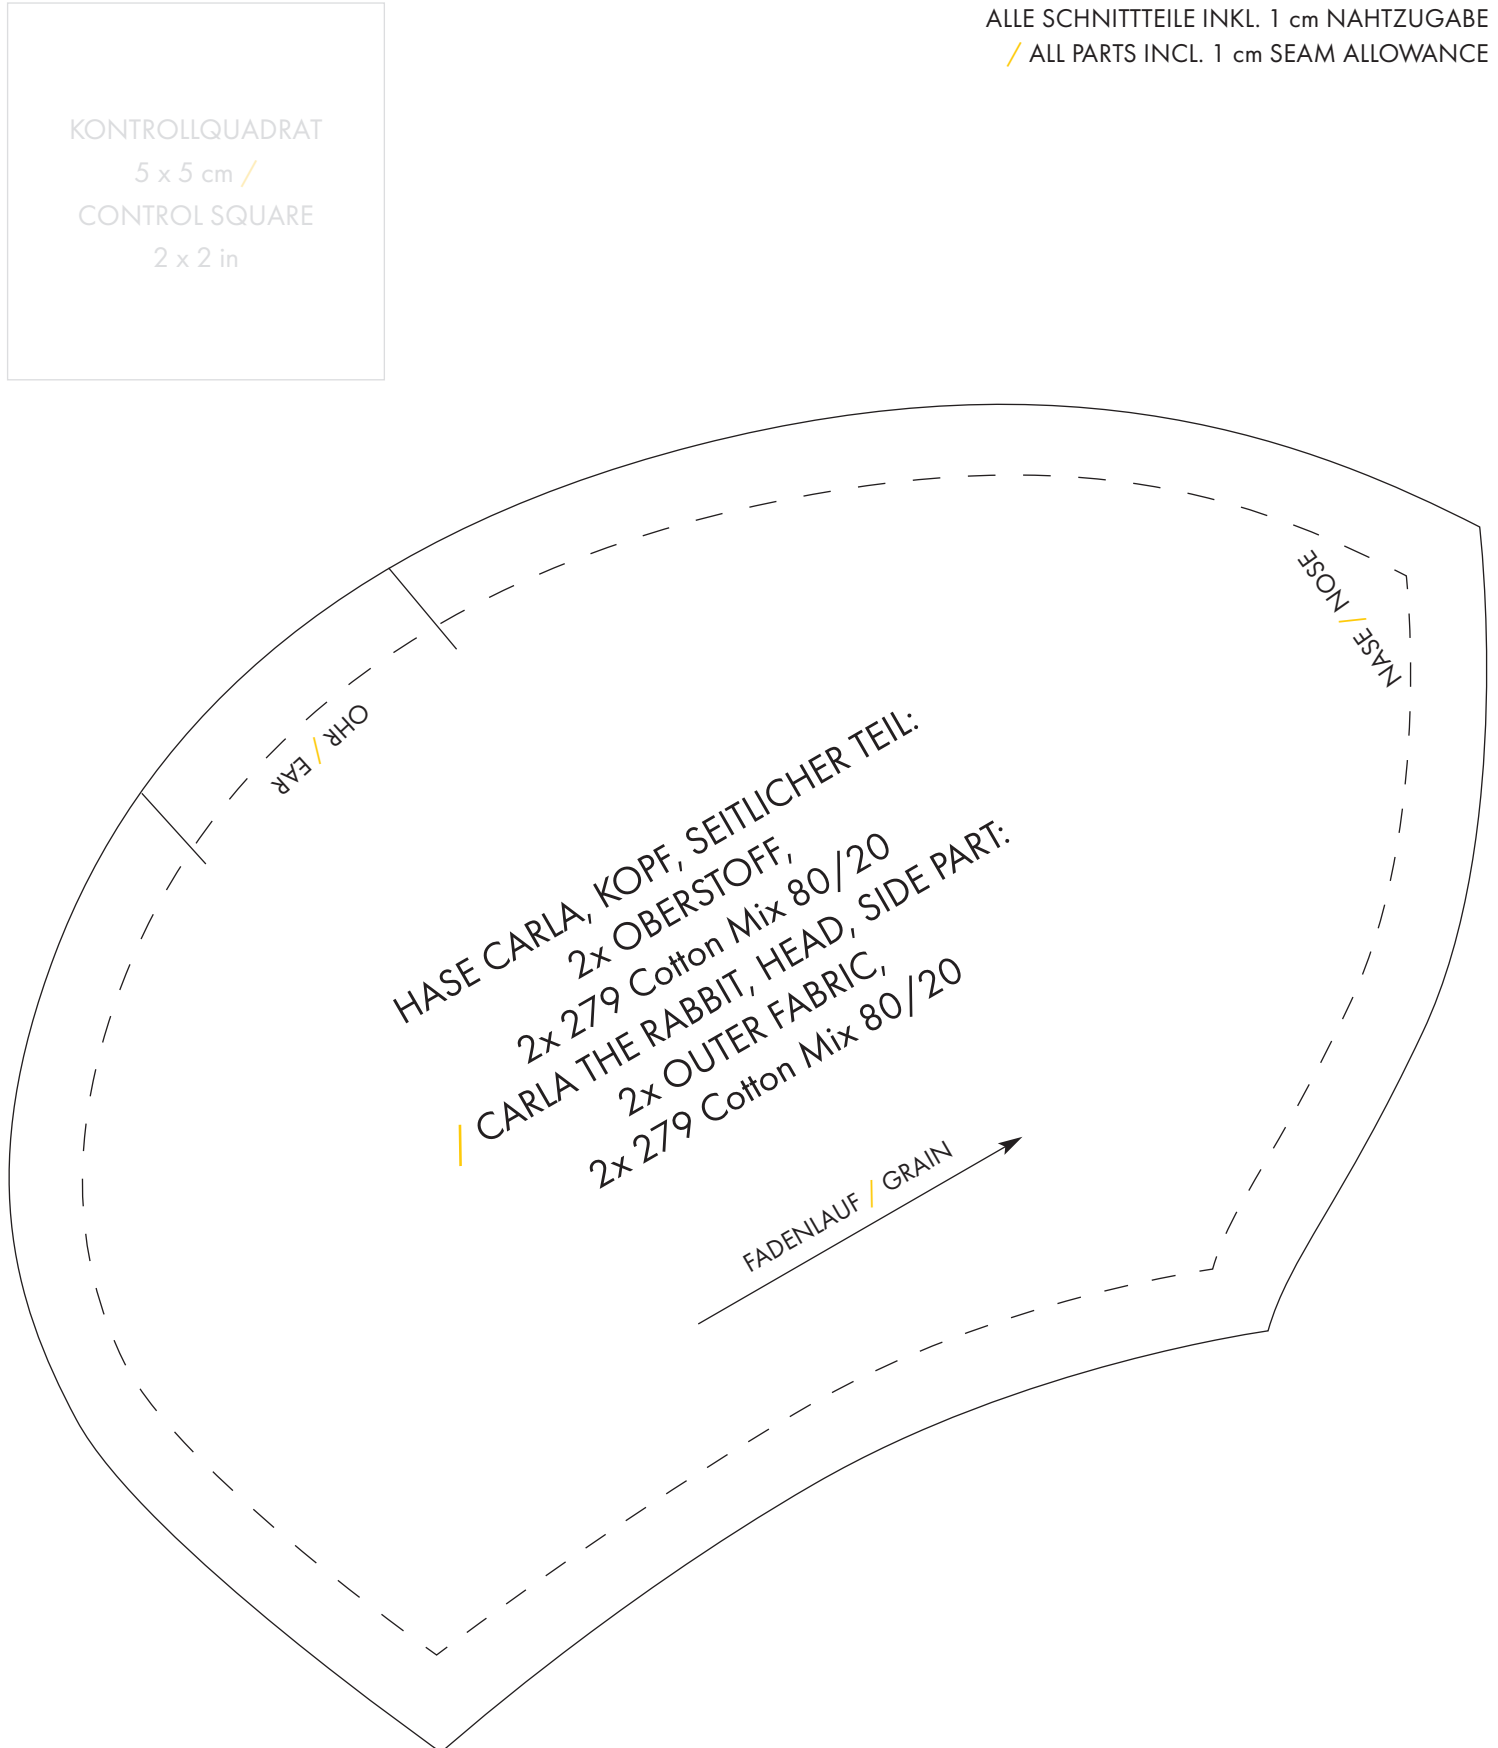 ALLE SCHNITTTEILE INKL. 1 cm NAHTZUGABE
/ ALL PARTS INCL. 1 cm SEAM ALLOWANCE
KONTROLLQUADRAT
5 x 5 cm /
CONTROL SQUARE
2 x 2 in
NASE / NOSE
OHR / EAR
HASE CARLA, KOPF, SEITLICHER TEIL:
2x OBERSTOFF,
2x 279 Cotton Mix 80/20
/ CARLA THE RABBIT, HEAD, SIDE PART:
2x OUTER FABRIC,
2x 279 Cotton Mix 80/20
FADENLAUF / GRAIN